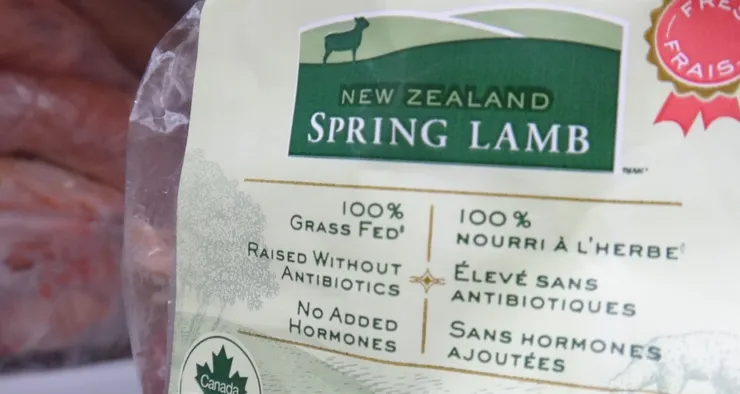 FRAIS
NEW ZEALAND
SPRING LAMB
100%
GRASS FED
RAISED WITHOUT
ANTIBIOTICS
NO ADDED
HORMONES
100%
NOURRI À L'HERBE
ÉLEVÉ SANS
ANTIBIOTIQUES
SANS HORMONES
AJOUTÉES
Canada